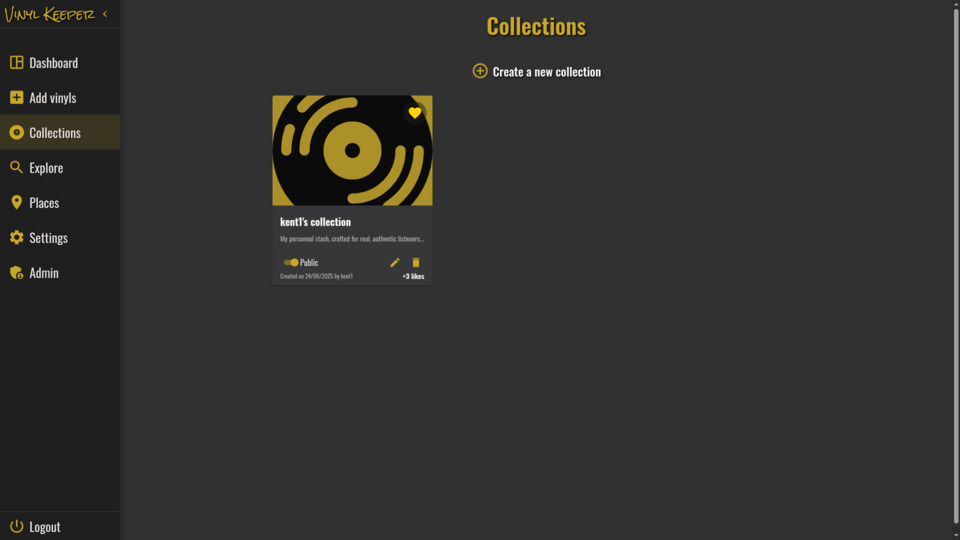 Vinyl Keeper
Collections
Create a new collection
Dashboard
Add vinyls
Collections
Explore
Places
Settings
Admin
kent1's collection
My personnal stash, crafted for real, authentic listeners...
Public
Created on 24/06/2025 by kent1
+3 likes
Logout